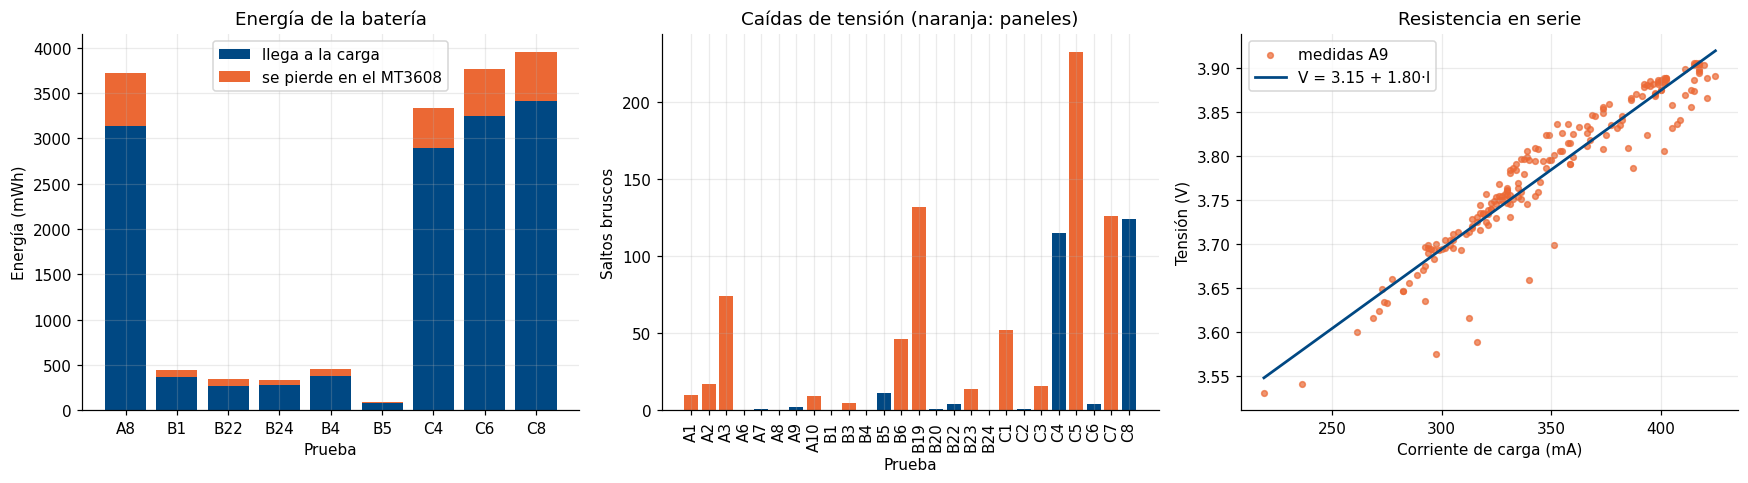 Energía de la batería
llega a la carga
se pierde en el MT3608
Energía (mWh)
4000
3500
3000
2500
2000
1500
1000
500
0
A8 B1 B22 B24 B4 B5 C4 C6 C8
Prueba
Caídas de tensión (naranja: paneles)
Saltos bruscos
200
150
100
50
0
A1 A2 A3 A6 A7 A8 A9 A10 B1 B3 B4 B5 B6 B19 B20 B22 B23 B24 C1 C2 C3 C4 C5 C6 C7 C8
Prueba
Resistencia en serie
medidas A9
V = 3.15 + 1.80·I
Tensión (V)
3.90
3.85
3.80
3.75
3.70
3.65
3.60
3.55
250 300 350 400
Corriente de carga (mA)